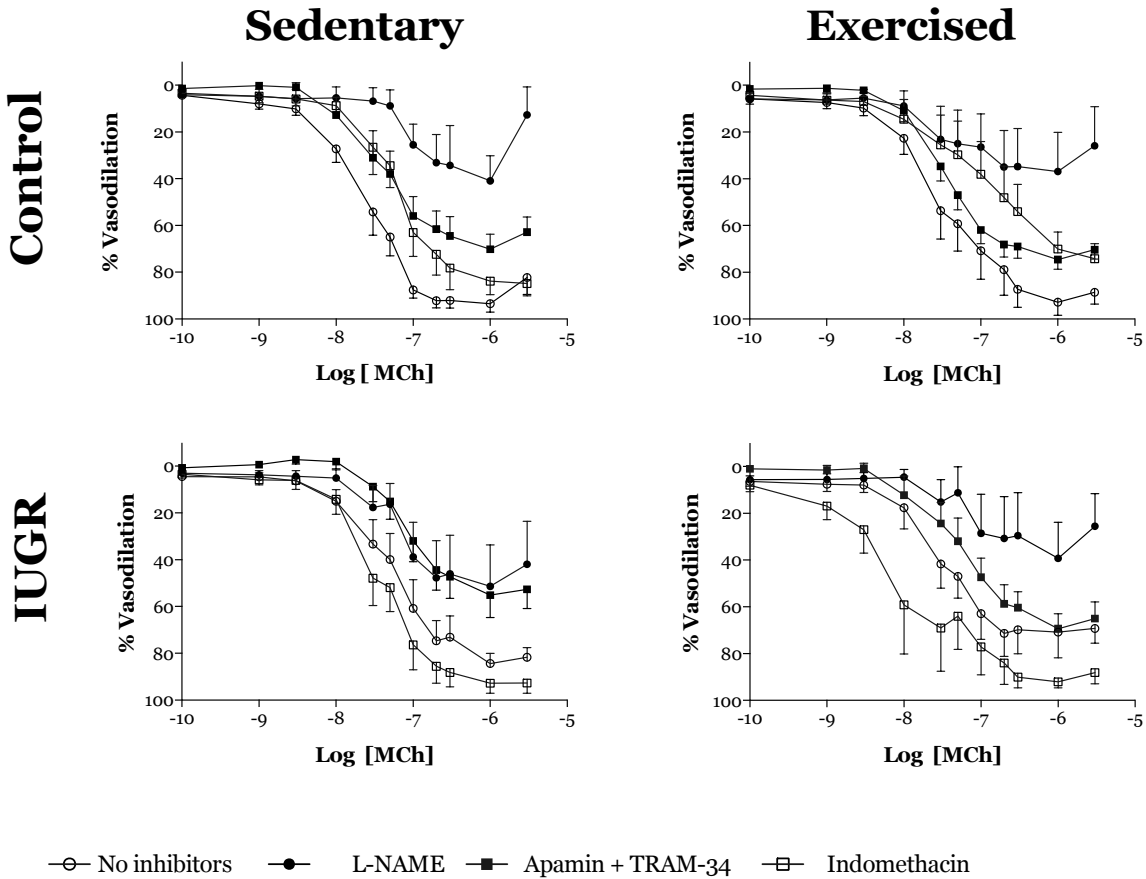 Sedentary Exercised
Control
% Vasodilation
0
20
40
60
80
100
-10 -9 -8 -7 -6 -5
Log [ MCh]
% Vasodilation
0
20
40
60
80
100
-10 -9 -8 -7 -6 -5
Log [MCh]
IUGR
% Vasodilation
0
20
40
60
80
100
-10 -9 -8 -7 -6 -5
Log [MCh]
% Vasodilation
0
20
40
60
80
100
-10 -9 -8 -7 -6 -5
Log [MCh]
No inhibitors L-NAME Apamin + TRAM-34 Indomethacin